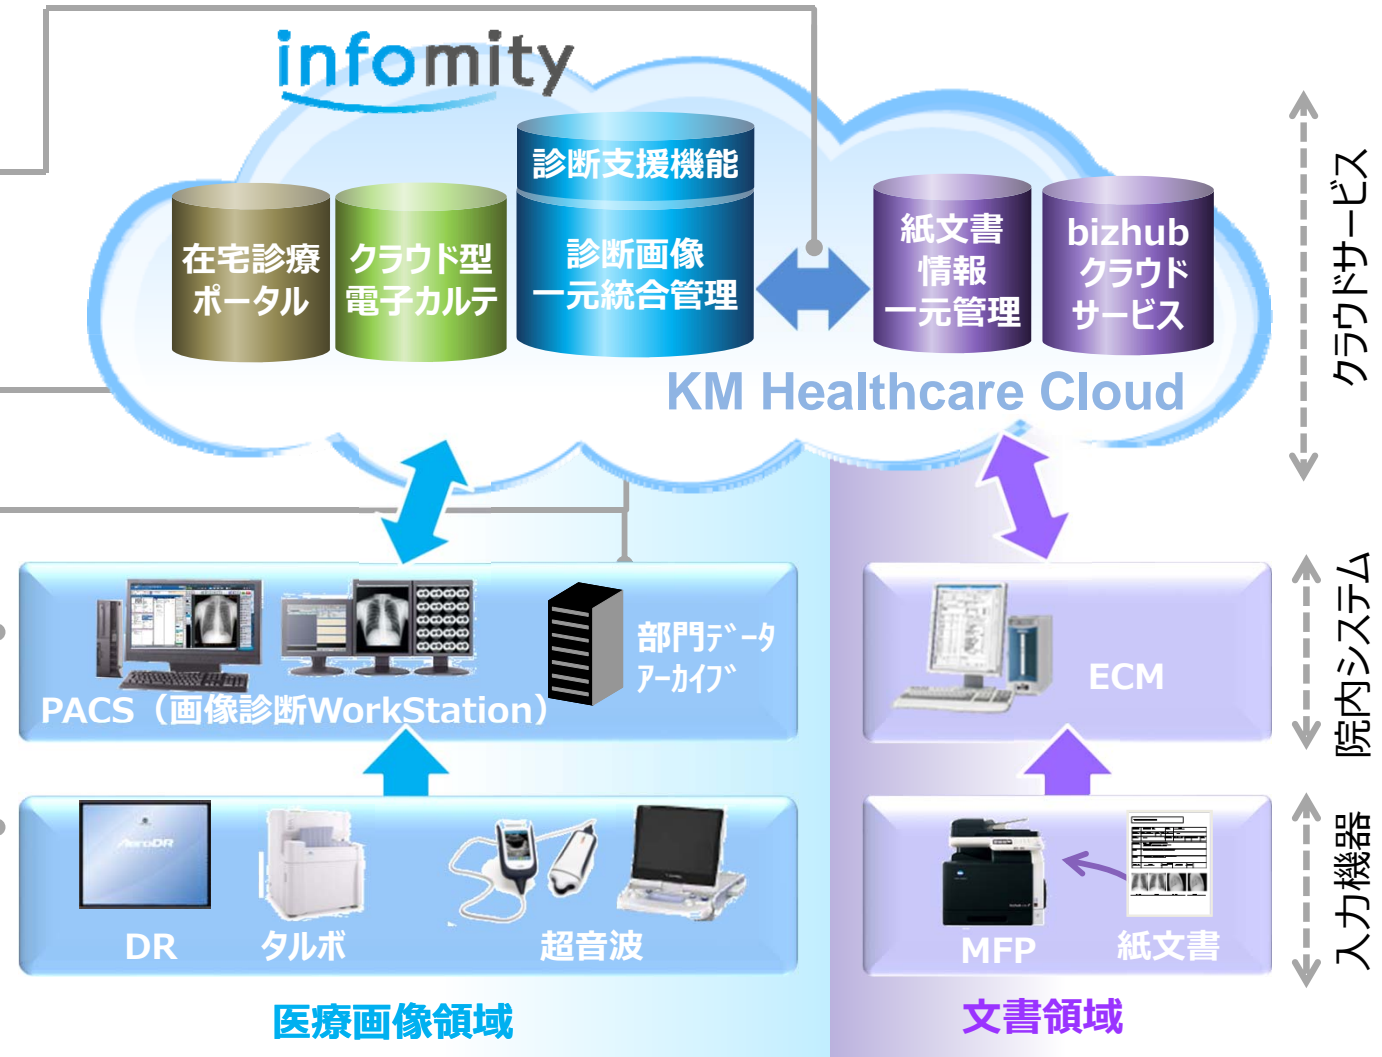 infomity
診断支援機能
在宅診療
ポータル
クラウド型
電子カルテ
診断画像
一元統合管理
紙文書
情報
一元管理
bizhub
クラウド
サービス
KM Healthcare Cloud
クラウドサービス
PACS（画像診断WorkStation）
部門ﾃﾞｰﾀ
ｱｰｶｲﾌﾞ
ECM
院内システム
AeroDR
DR
タルボ
超音波
MFP
紙文書
入力機器
医療画像領域
文書領域